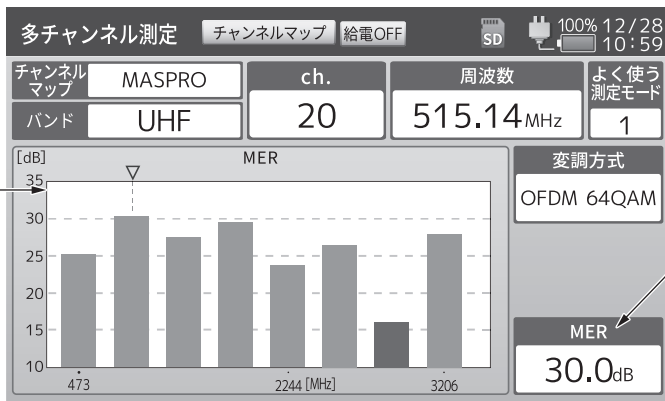 多チャンネル測定 チャンネルマップ 給電OFF SD 100% 12/28
10:59
チャンネルマップ MASPRO
バンド UHF
ch.
20
周波数
515.14MHz
よく使う
測定モード
1
[dB] MER
35
30
25
20
15
10
473 2244 [MHz] 3206
変調方式
OFDM 64QAM
MER
30.0dB